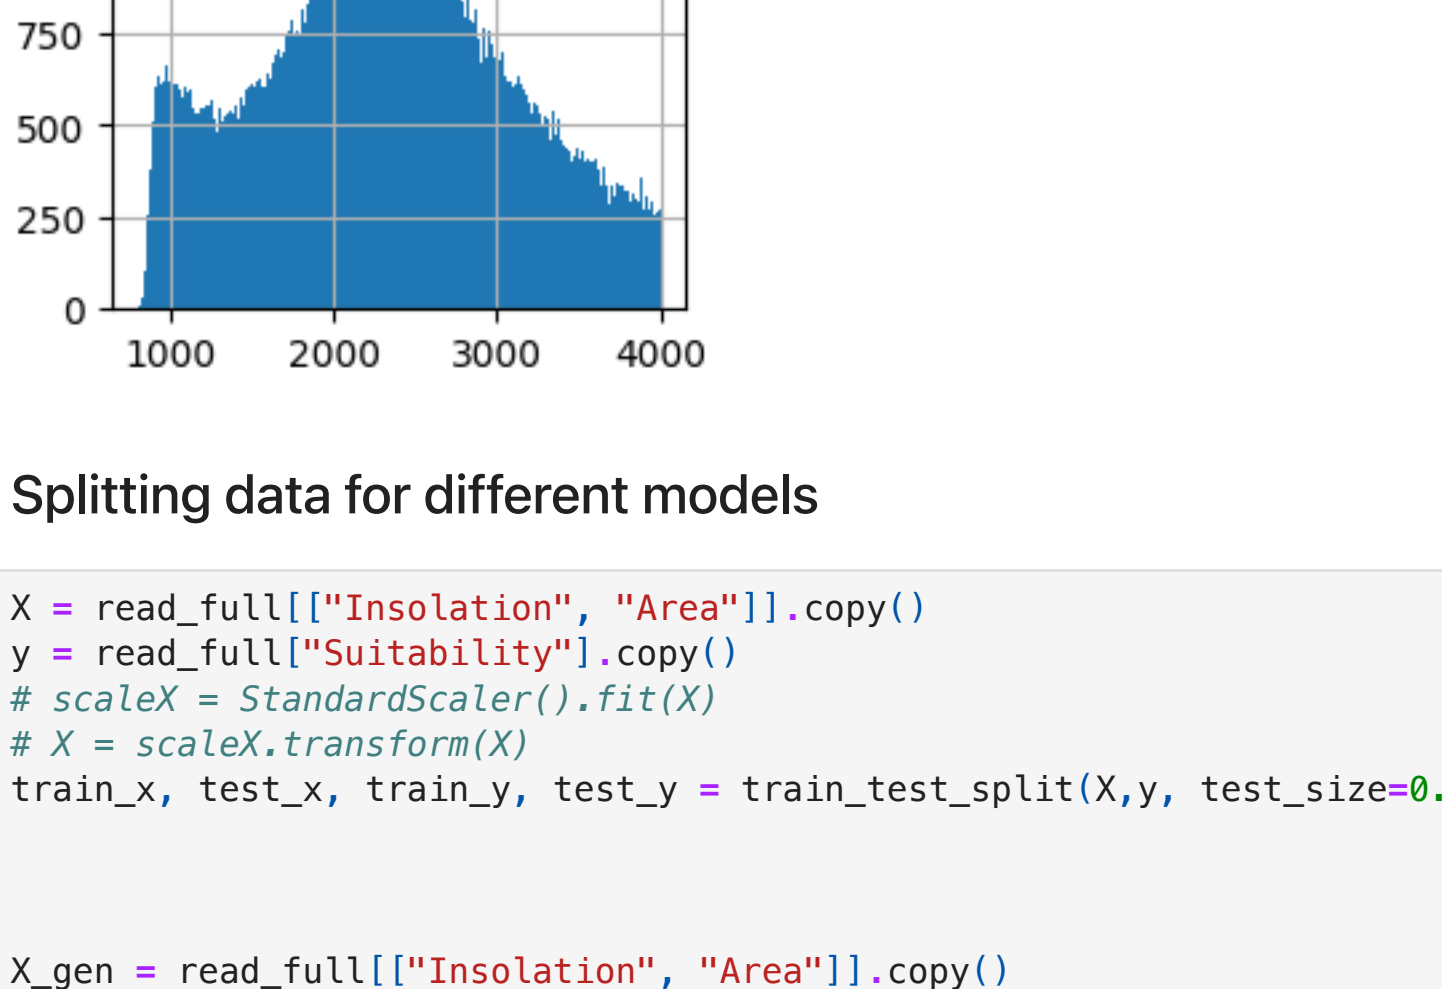 750
500
250
0
1000 2000 3000 4000
Splitting data for different models
X = read_full[["Insolation", "Area"]].copy()
y = read_full["Suitability"].copy()
# scaleX = StandardScaler().fit(X)
# X = scaleX.transform(X)
train_x, test_x, train_y, test_y = train_test_split(X,y, test_size=0.
X_gen = read_full[["Insolation", "Area"]].copy()